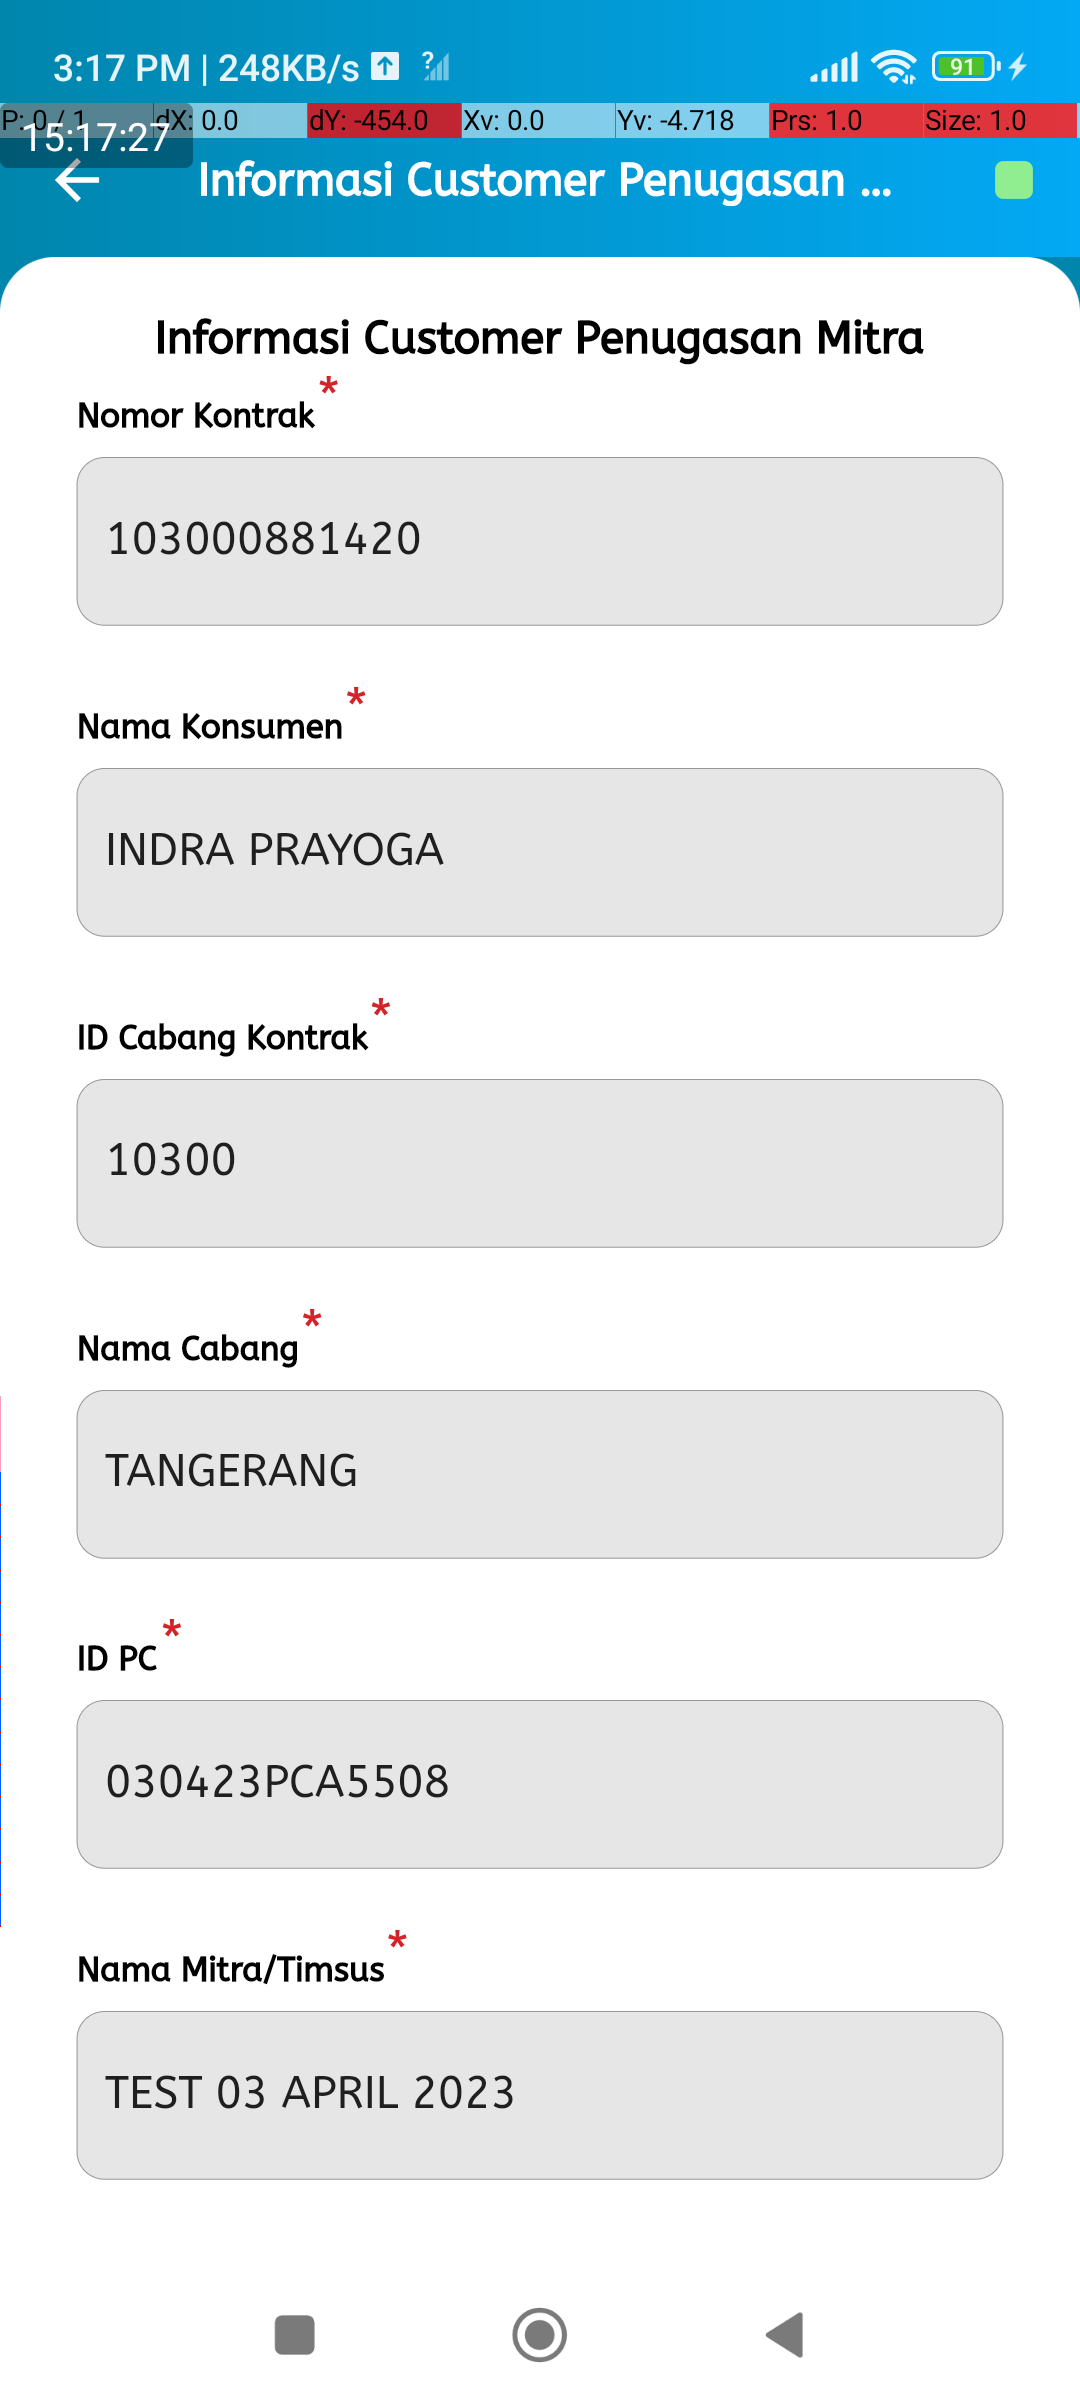 3:17 PM | 248KB/s ? 91
P: 0 / 1 dX: 0.0 dY: -454.0 Xv: 0.0 Yv: -4.718 Prs: 1.0 Size: 1.0
15:17:27
Informasi Customer Penugasan ...
Informasi Customer Penugasan Mitra
Nomor Kontrak *
103000881420
Nama Konsumen *
INDRA PRAYOGA
ID Cabang Kontrak *
10300
Nama Cabang *
TANGERANG
ID PC *
030423PCA5508
Nama Mitra/Timsus *
TEST 03 APRIL 2023